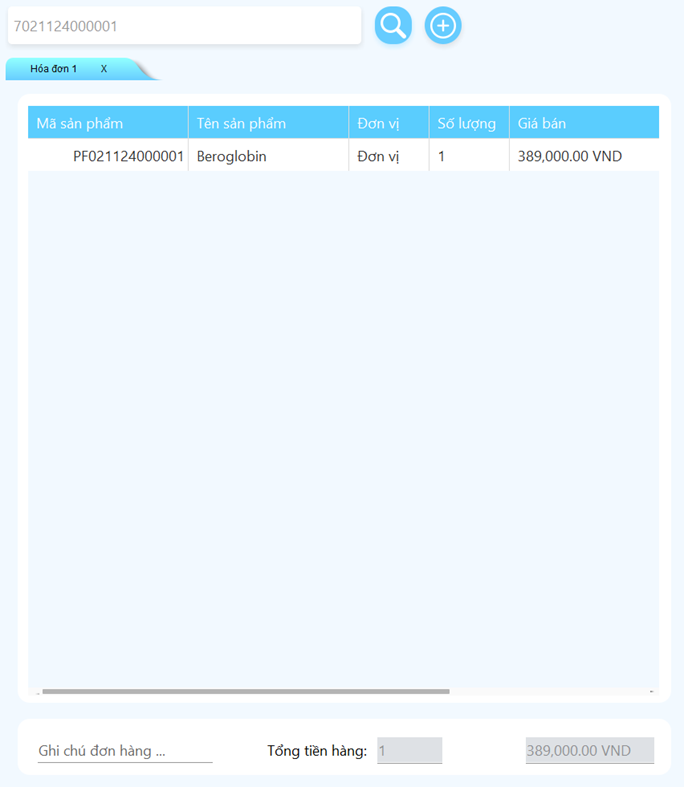 7021124000001
Hóa đơn 1 X
Mã sản phẩm Tên sản phẩm Đơn vị Số lượng Giá bán
PF021124000001 Beroglobin Đơn vị 1 389,000.00 VND
Ghi chú đơn hàng ... Tổng tiền hàng: 1 389,000.00 VND